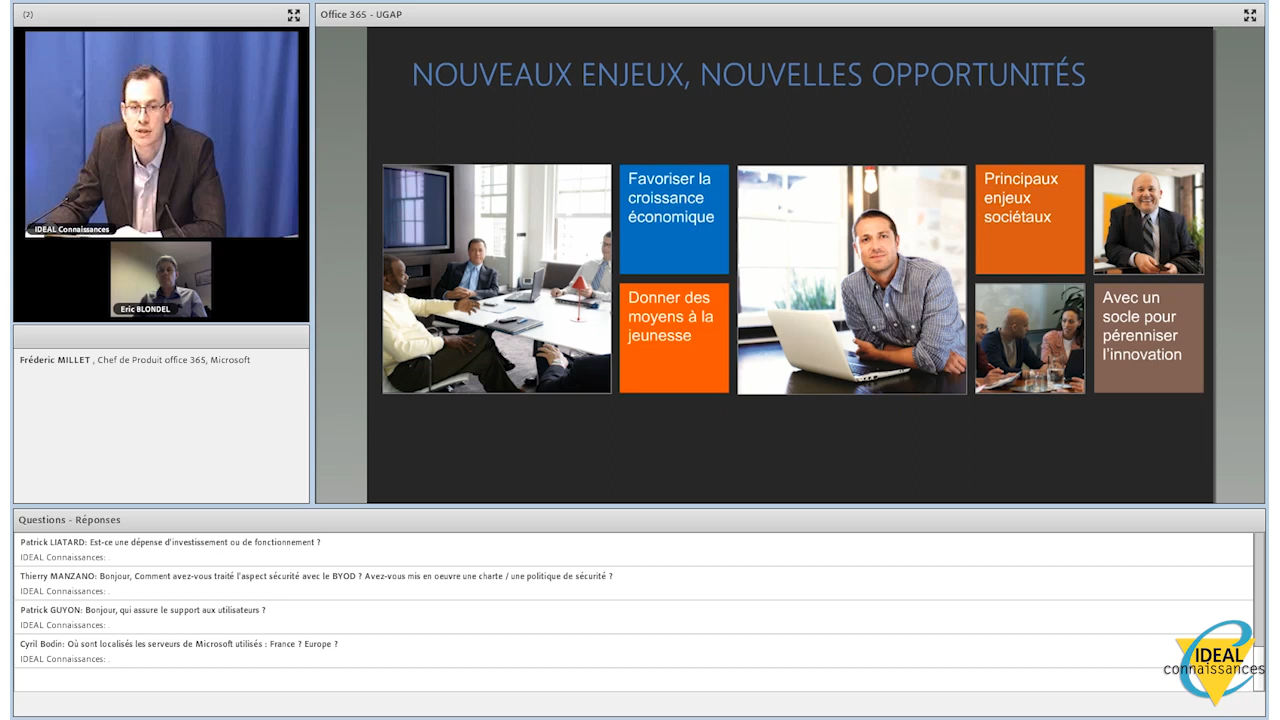 (2)
Office 365 - UGAP
IDEAL Connaissances
Eric BLONDEL
Fréderic MILLET , Chef de Produit office 365, Microsoft
NOUVEAUX ENJEUX, NOUVELLES OPPORTUNITÉS
Favoriser la
croissance
économique
Donner des
moyens à la
jeunesse
Principaux
enjeux
sociétaux
Avec un
socle pour
pérenniser
l'innovation
Questions - Réponses
Patrick LIATARD: Est-ce une dépense d'investissement ou de fonctionnement ?
IDEAL Connaissances: .
Thierry MANZANO: Bonjour, Comment avez-vous traité l'aspect sécurité avec le BYOD ? Avez-vous mis en oeuvre une charte / une politique de sécurité ?
IDEAL Connaissances: .
Patrick GUYON: Bonjour, qui assure le support aux utilisateurs ?
IDEAL Connaissances: .
Cyril Bodin: Où sont localisés les serveurs de Microsoft utilisés : France ? Europe ?
IDEAL Connaissances: .
IDEAL
connaissances